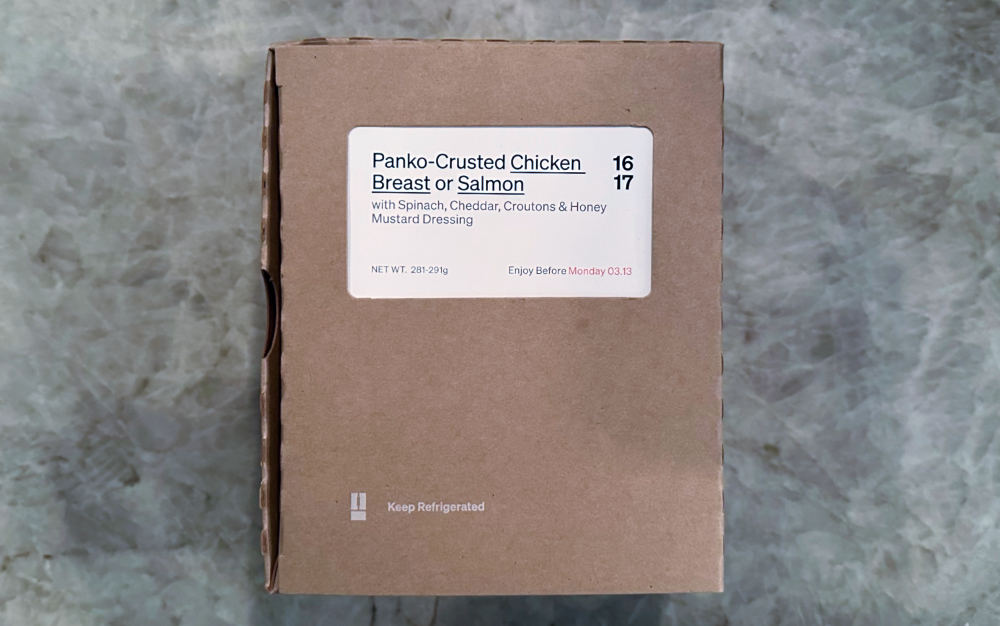 Panko-Crusted Chicken
Breast or Salmon
16
17
with Spinach, Cheddar, Croutons & Honey
Mustard Dressing
NET WT. 281-291g
Enjoy Before Monday 03.13
Keep Refrigerated